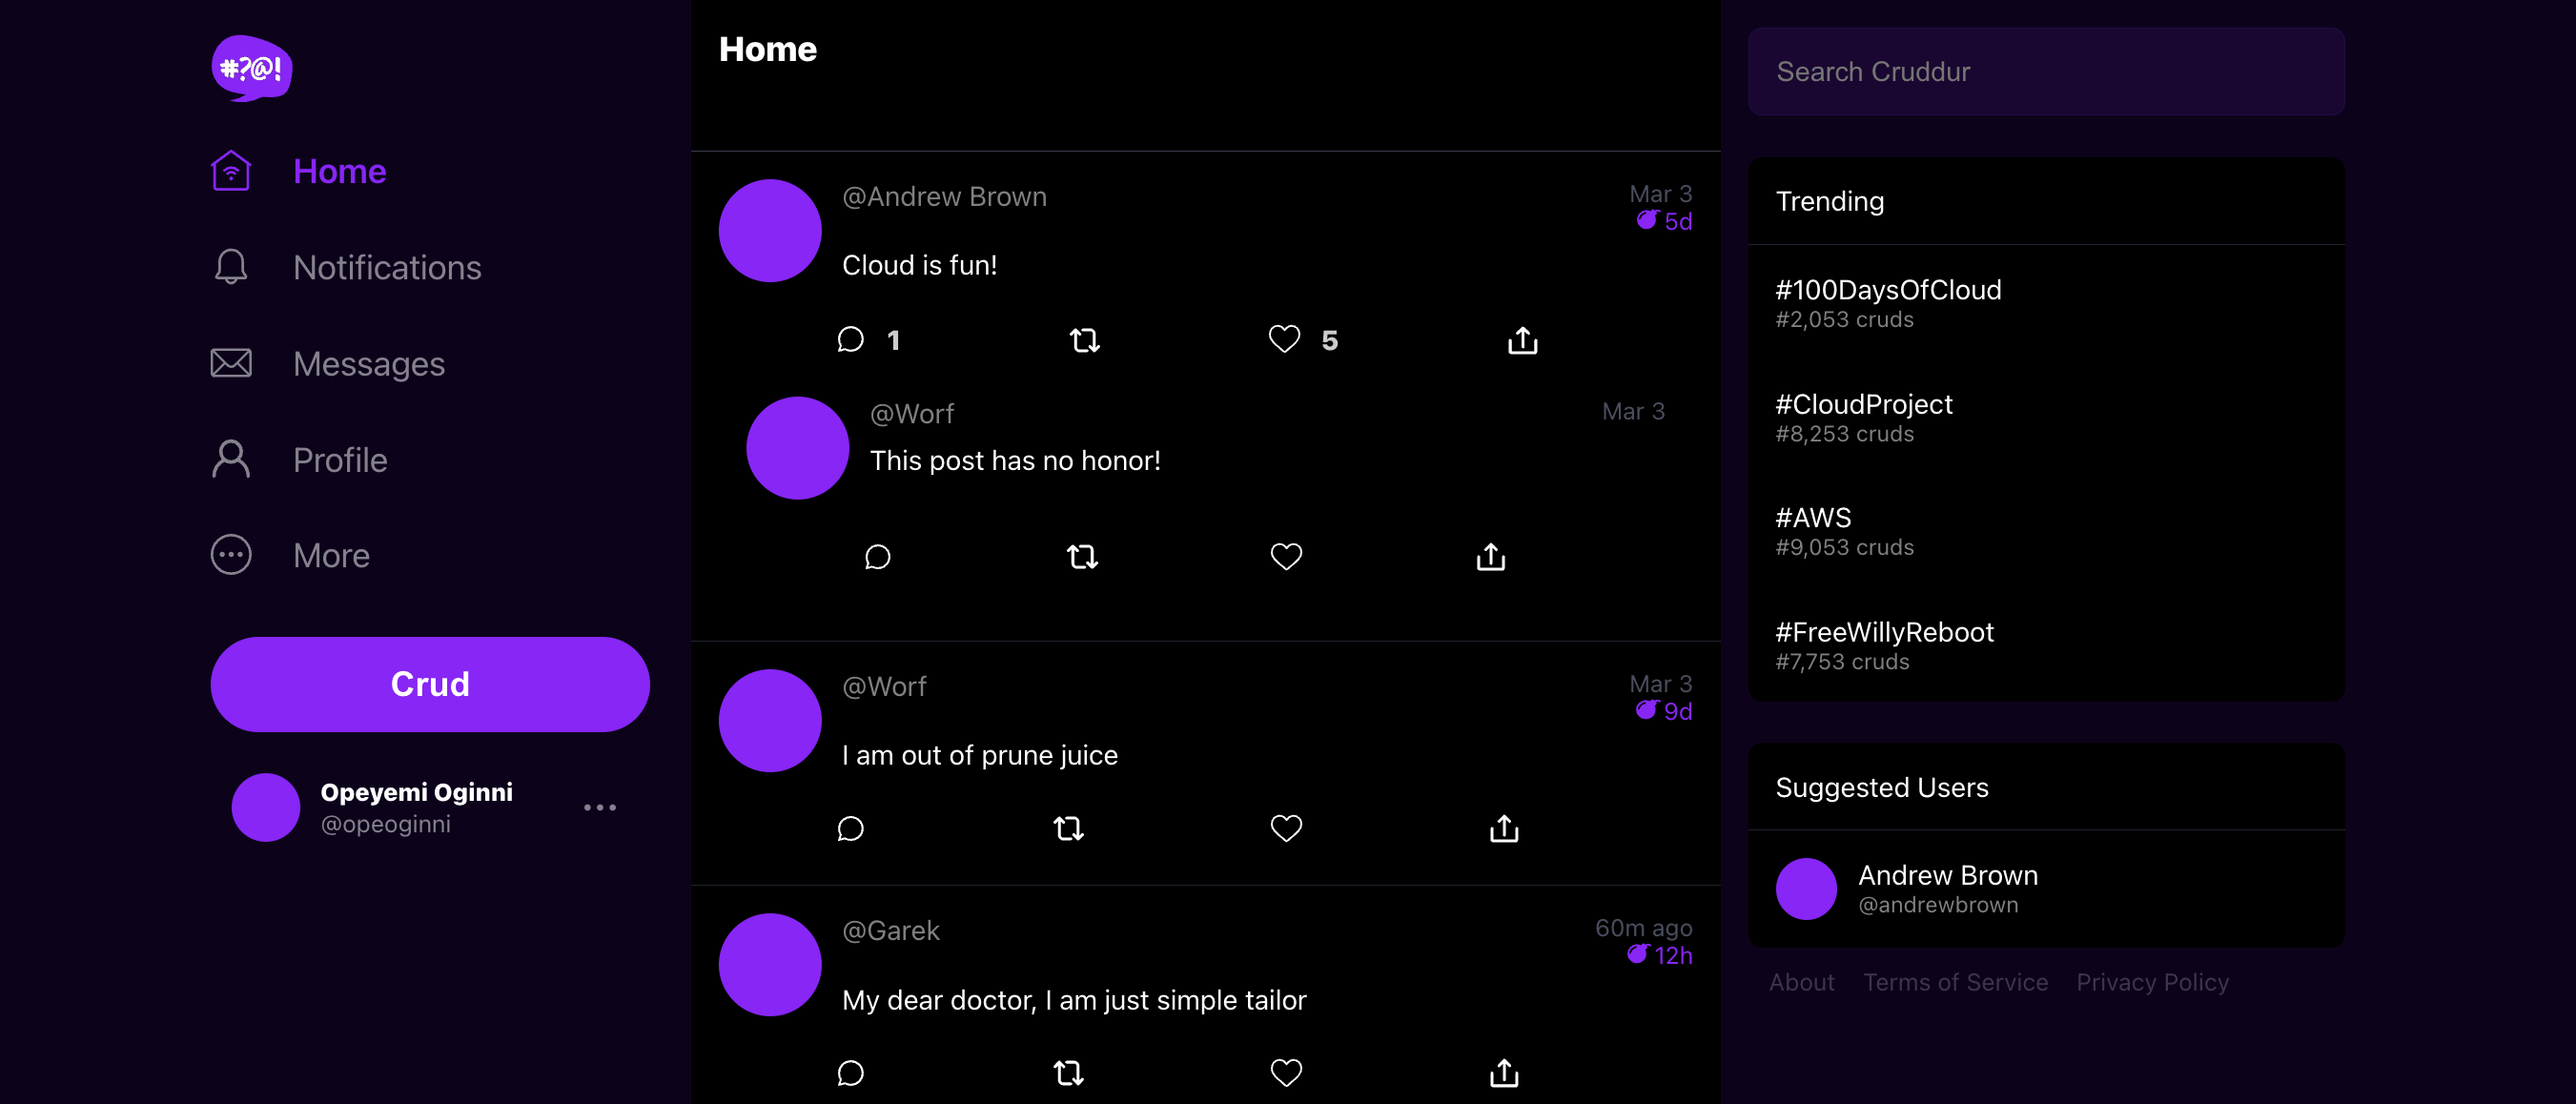 #?@!
Home
Notifications
Messages
Profile
More
Crud
Opeyemi Oginni
@opeoginni
Home
@Andrew Brown
Mar 3
5d
Cloud is fun!
1
5
@Worf
Mar 3
This post has no honor!
@Worf
Mar 3
9d
I am out of prune juice
@Garek
60m ago
12h
My dear doctor, I am just simple tailor
Search Cruddur
Trending
#100DaysOfCloud
#2,053 cruds
#CloudProject
#8,253 cruds
#AWS
#9,053 cruds
#FreeWillyReboot
#7,753 cruds
Suggested Users
Andrew Brown
@andrewbrown
About Terms of Service Privacy Policy